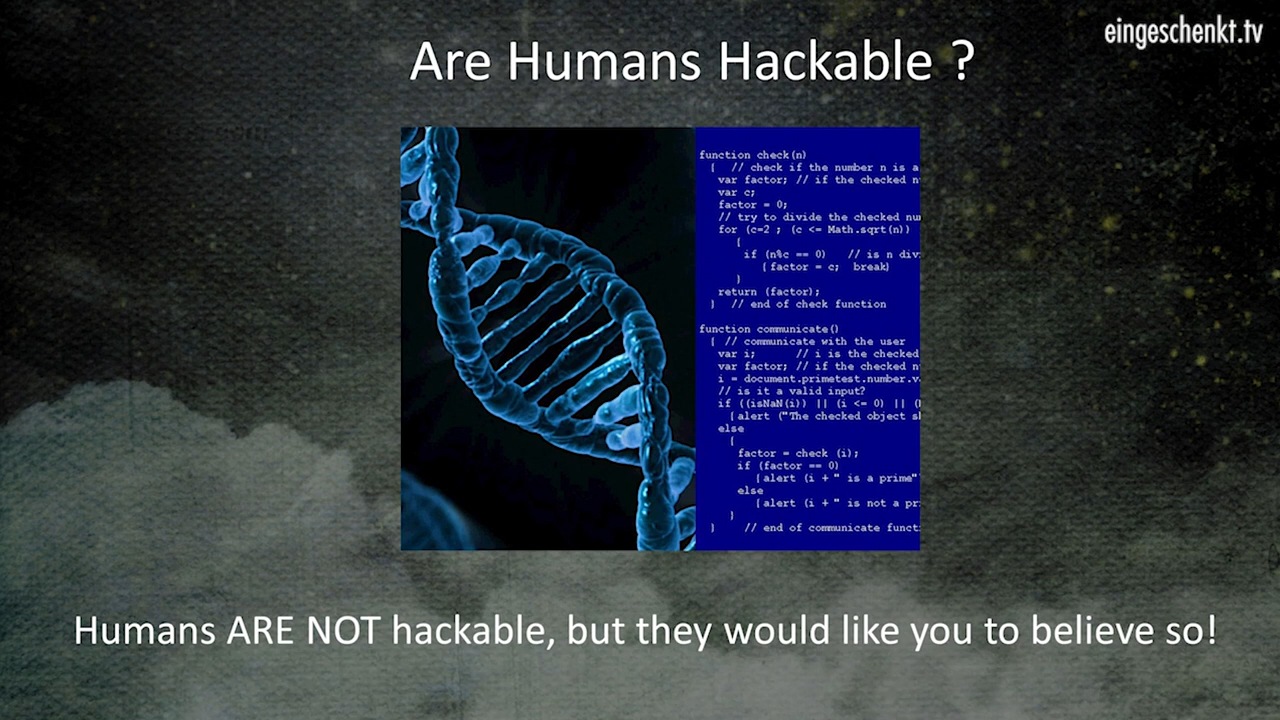 eingeschenkt.tv
Are Humans Hackable ?
function check(n)
{ // check if the number n is a
var factor; // if the checked n
var c;
factor = 0;
// try to divide the checked nu
for (c=2 ; (c <= Math.sqrt(n))
{
if (n%c == 0) // is n div
{factor = c; break}
}
return (factor);
} // end of check function
function communicate()
{ // communicate with the user
var i; // i is the checked
var factor; // if the checked n
i = document.primetest.number.v
// is it a valid input?
if ((isNaN(i)) || (i <= 0) || (
{alert ("The checked object s
else
{
factor = check (i);
if (factor == 0)
{alert (i + " is a prime"
else
{alert (i + " is not a pr
}
} // end of communicate funct
Humans ARE NOT hackable, but they would like you to believe so!